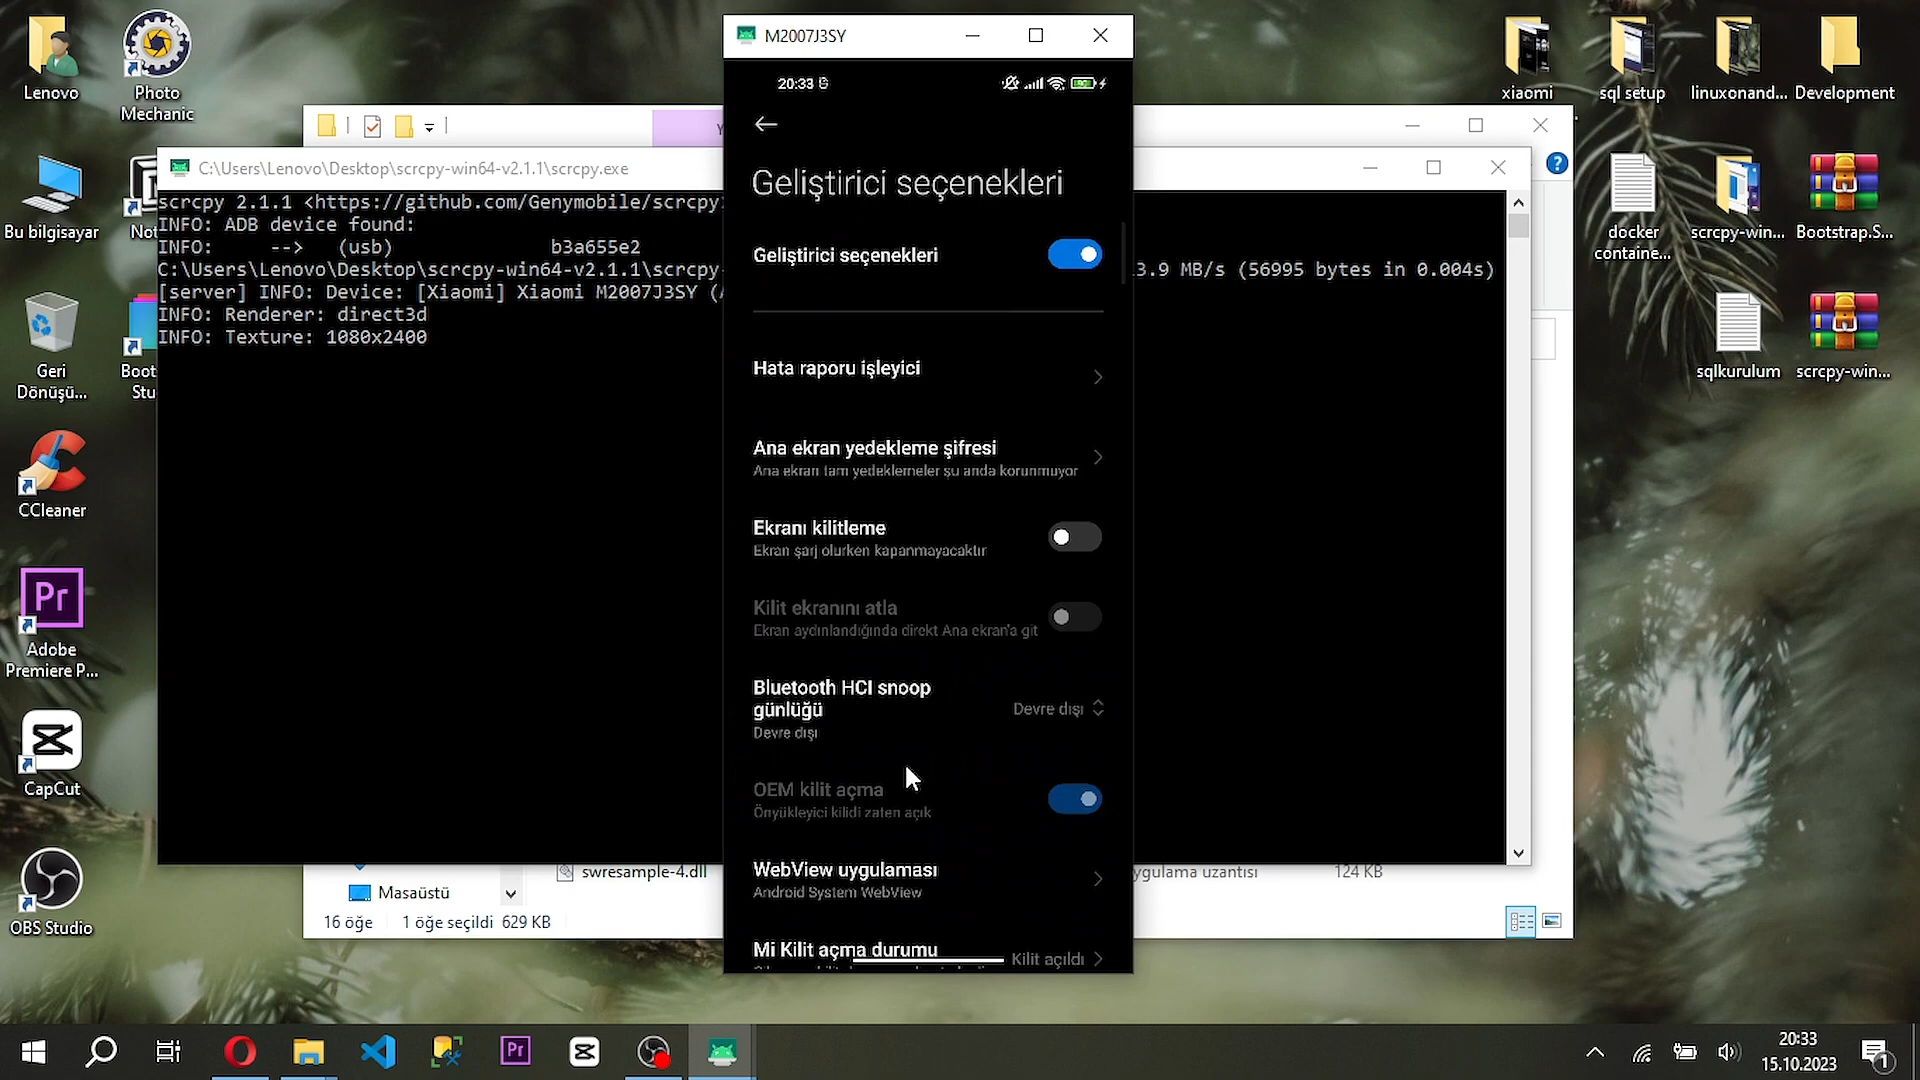 Lenovo
Photo
Mechanic
Bu bilgisayar
Not
Geri
Dönüşü...
Boot
Stu
CCleaner
Pr
Adobe
Premiere P...
CapCut
OBS Studio
xiaomi
sql setup
linuxonand...
Development
docker
containe...
scrcpy-win...
Bootstrap.S...
sqlkurulum
scrcpy-win...
C:\Users\Lenovo\Desktop\scrcpy-win64-v2.1.1\scrcpy.exe
scrcpy 2.1.1 <https://github.com/Genymobile/scrcpy
INFO: ADB device found:
INFO: --> (usb) b3a655e2
C:\Users\Lenovo\Desktop\scrcpy-win64-v2.1.1\scrcpy- 3.9 MB/s (56995 bytes in 0.004s)
[server] INFO: Device: [Xiaomi] Xiaomi M2007J3SY (
INFO: Renderer: direct3d
INFO: Texture: 1080x2400
M2007J3SY
20:33
Geliştirici seçenekleri
Geliştirici seçenekleri
Hata raporu işleyici
Ana ekran yedekleme şifresi
Ana ekran tam yedeklemeler şu anda korunmuyor
Ekranı kilitleme
Ekran şarj olurken kapanmayacaktır
Kilit ekranını atla
Ekran aydınlandığında direkt Ana ekran'a git
Bluetooth HCI snoop
günlüğü
Devre dışı
Devre dışı
OEM kilit açma
Önyükleyici kilidi zaten açık
WebView uygulaması
Android System WebView
Mi Kilit açma durumu
Kilit açıldı
Masaüstü
swresample-4.dll
ygulama uzantısı
124 KB
16 öğe
1 öğe seçildi 629 KB
Pr
20:33
15.10.2023
1